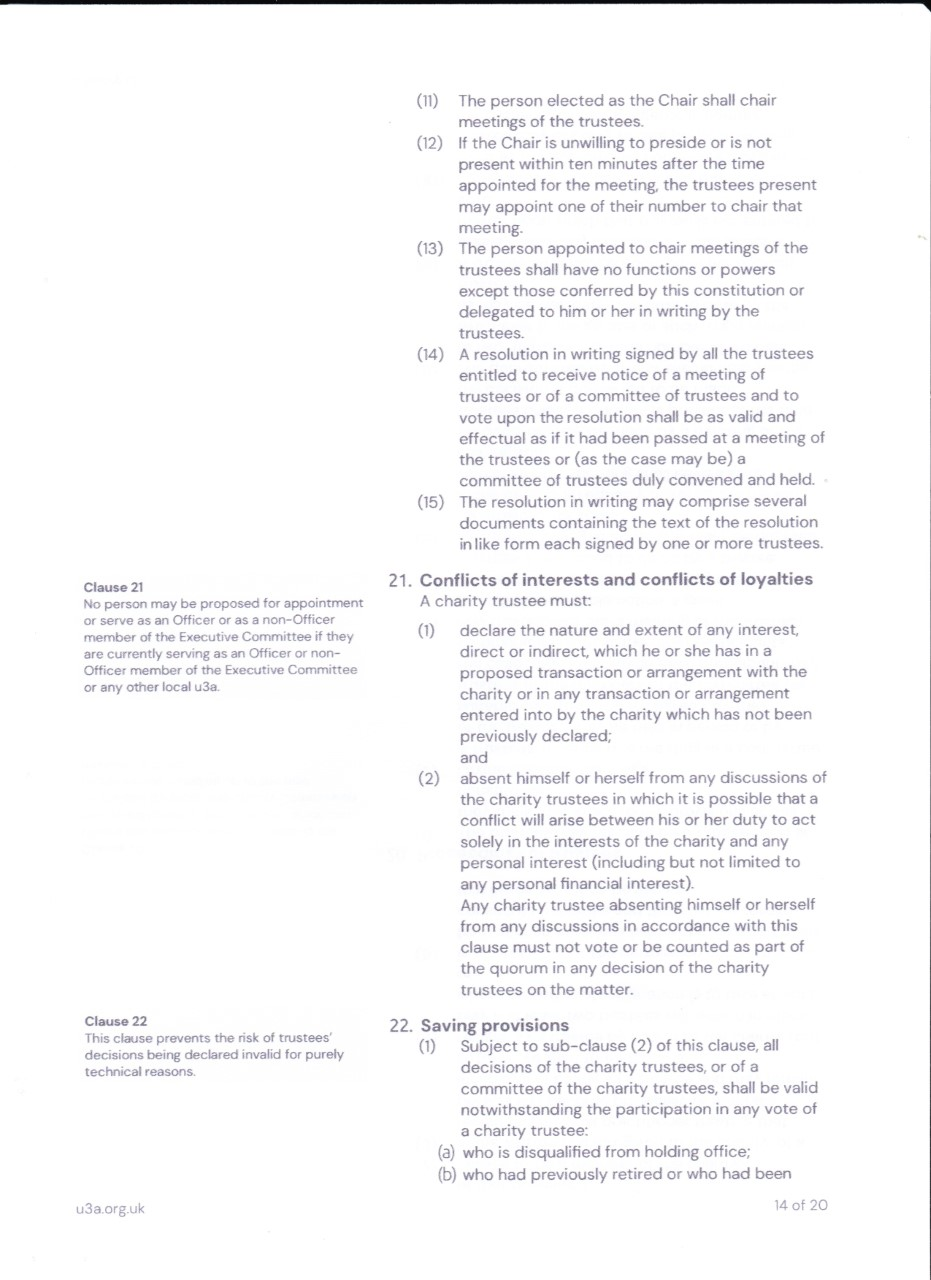 (11) The person elected as the Chair shall chair
meetings of the trustees.
(12) If the Chair is unwilling to preside or is not
present within ten minutes after the time
appointed for the meeting, the trustees present
may appoint one of their number to chair that
meeting.
(13) The person appointed to chair meetings of the
trustees shall have no functions or powers
except those conferred by this constitution or
delegated to him or her in writing by the
trustees.
(14) A resolution in writing signed by all the trustees
entitled to receive notice of a meeting of
trustees or of a committee of trustees and to
vote upon the resolution shall be as valid and
effectual as if it had been passed at a meeting of
the trustees or (as the case may be) a
committee of trustees duly convened and held.
(15) The resolution in writing may comprise several
documents containing the text of the resolution
in like form each signed by one or more trustees.
Clause 21
No person may be proposed for appointment
or serve as an Officer or as a non-Officer
member of the Executive Committee if they
are currently serving as an Officer or non-
Officer member of the Executive Committee
or any other local u3a.
21. Conflicts of interests and conflicts of loyalties
A charity trustee must:
(1) declare the nature and extent of any interest,
direct or indirect, which he or she has in a
proposed transaction or arrangement with the
charity or in any transaction or arrangement
entered into by the charity which has not been
previously declared;
and
(2) absent himself or herself from any discussions of
the charity trustees in which it is possible that a
conflict will arise between his or her duty to act
solely in the interests of the charity and any
personal interest (including but not limited to
any personal financial interest).
Any charity trustee absenting himself or herself
from any discussions in accordance with this
clause must not vote or be counted as part of
the quorum in any decision of the charity
trustees on the matter.
Clause 22
This clause prevents the risk of trustees'
decisions being declared invalid for purely
technical reasons.
22. Saving provisions
(1) Subject to sub-clause (2) of this clause, all
decisions of the charity trustees, or of a
committee of the charity trustees, shall be valid
notwithstanding the participation in any vote of
a charity trustee:
(a) who is disqualified from holding office;
(b) who had previously retired or who had been
u3a.org.uk
14 of 20